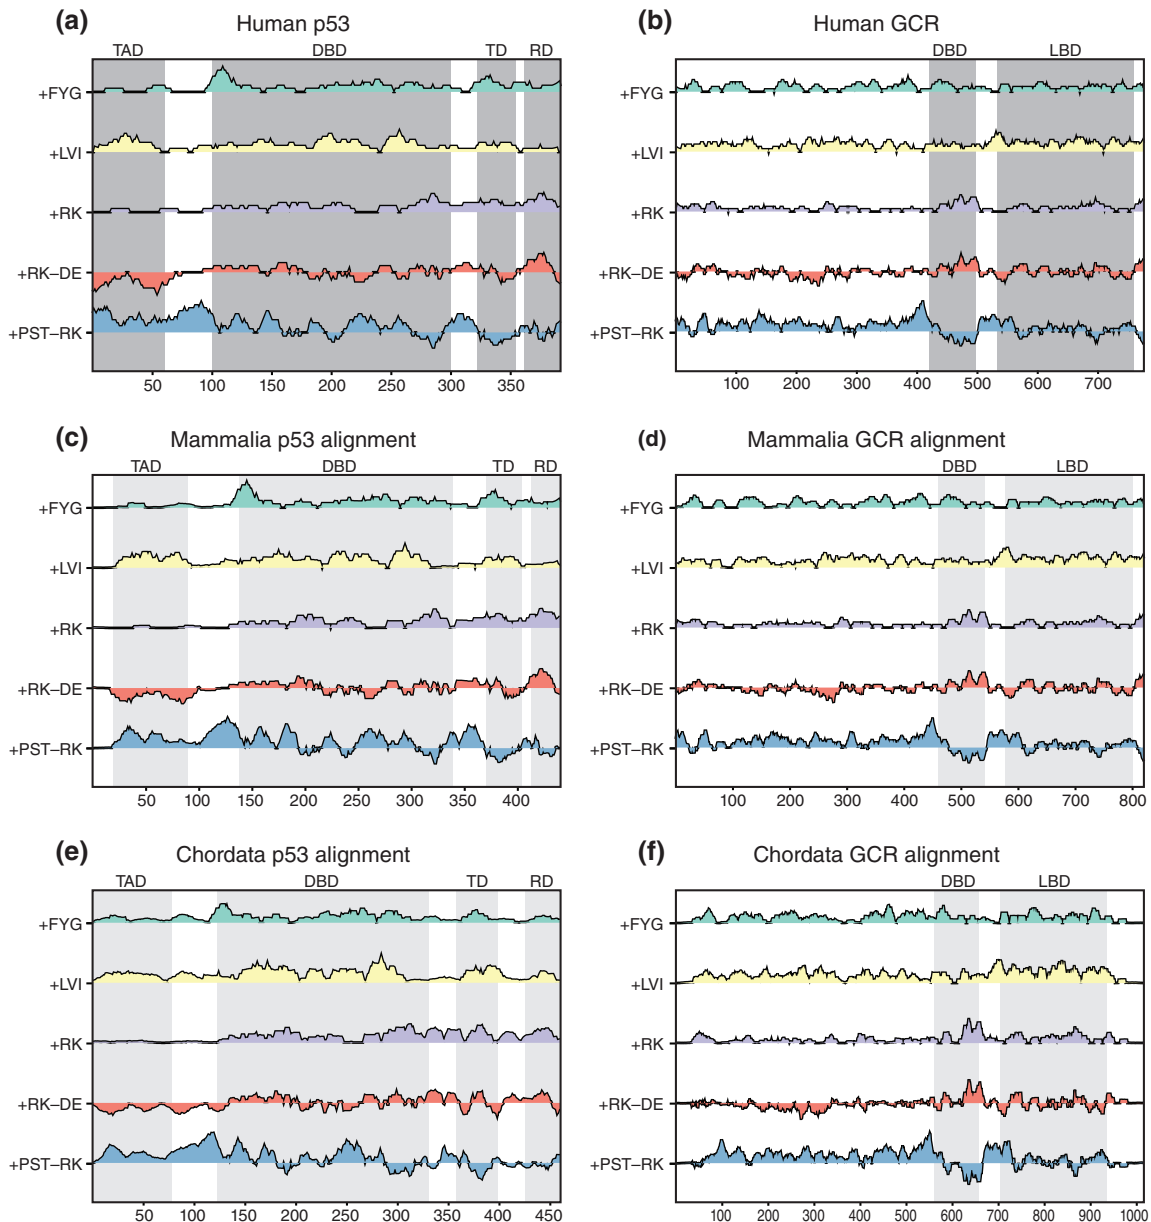 (a) Human p53
TAD DBD TD RD
+FYG
+LVI
+RK
+RK–DE
+PST–RK
50 100 150 200 250 300 350
(b) Human GCR
DBD LBD
+FYG
+LVI
+RK
+RK–DE
+PST–RK
100 200 300 400 500 600 700
(c) Mammalia p53 alignment
TAD DBD TD RD
+FYG
+LVI
+RK
+RK–DE
+PST–RK
50 100 150 200 250 300 350 400
(d) Mammalia GCR alignment
DBD LBD
+FYG
+LVI
+RK
+RK–DE
+PST–RK
100 200 300 400 500 600 700 800
(e) Chordata p53 alignment
TAD DBD TD RD
+FYG
+LVI
+RK
+RK–DE
+PST–RK
50 100 150 200 250 300 350 400 450
(f) Chordata GCR alignment
DBD LBD
+FYG
+LVI
+RK
+RK–DE
+PST–RK
100 200 300 400 500 600 700 800 900 1000